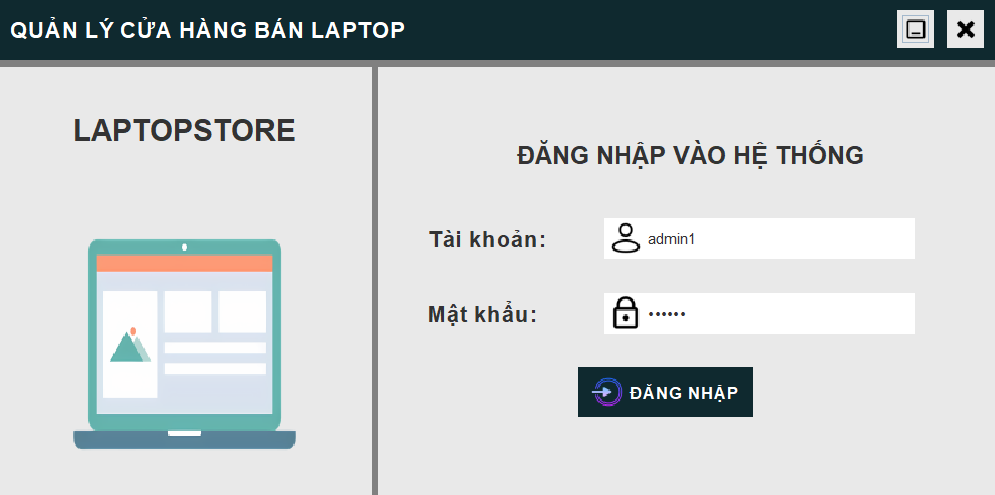 QUẢN LÝ CỬA HÀNG BÁN LAPTOP
LAPTOPSTORE
ĐĂNG NHẬP VÀO HỆ THỐNG
Tài khoản: admin1
Mật khẩu: ••••••
ĐĂNG NHẬP